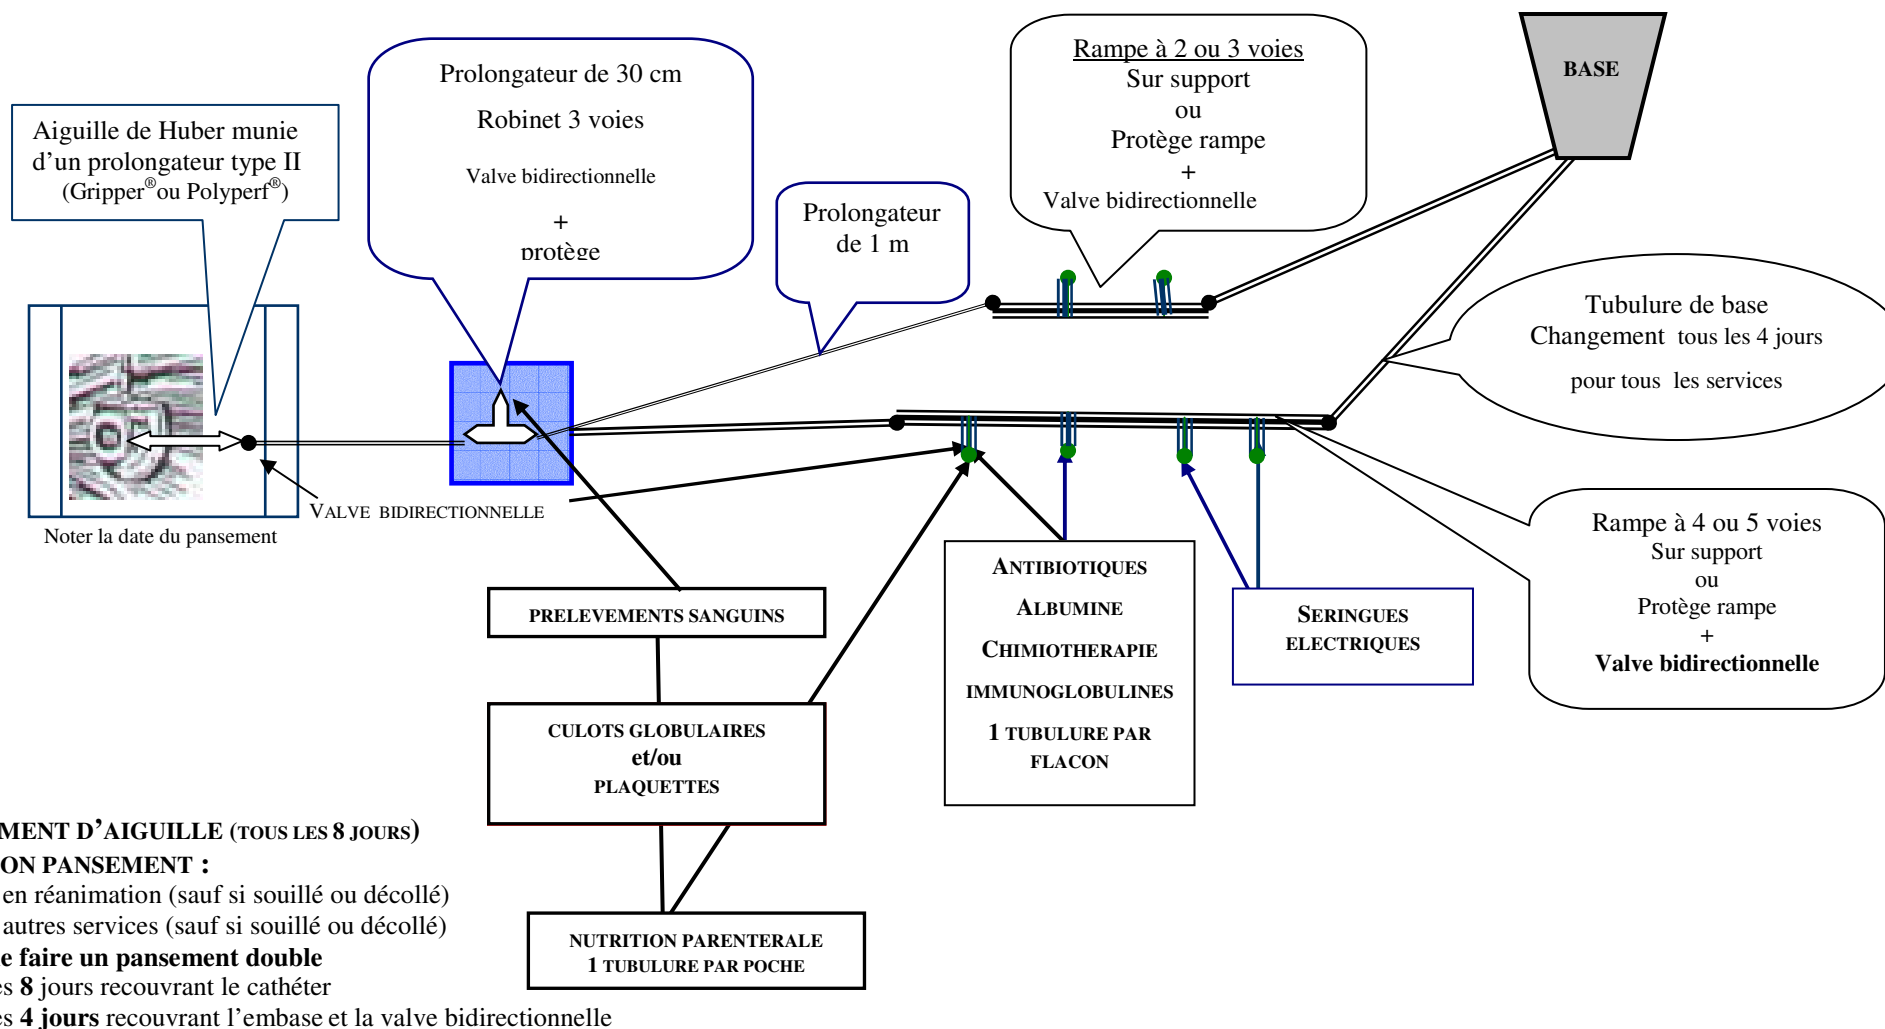 Aiguille de Huber munie
d’un prolongateur type II
(Gripper® ou Polyperf®)
Prolongateur de 30 cm
Robinet 3 voies
Valve bidirectionnelle
+
protège
Prolongateur
de 1 m
Rampe à 2 ou 3 voies
Sur support
ou
Protège rampe
+
Valve bidirectionnelle
BASE
Tubulure de base
Changement tous les 4 jours
pour tous les services
VALVE BIDIRECTIONNELLE
Noter la date du pansement
Rampe à 4 ou 5 voies
Sur support
ou
Protège rampe
+
Valve bidirectionnelle
PRELEVEMENTS SANGUINS
CULOTS GLOBULAIRES
et/ou
PLAQUETTES
NUTRITION PARENTERALE
1 TUBULURE PAR POCHE
ANTIBIOTIQUES
ALBUMINE
CHIMIOTHERAPIE
IMMUNOGLOBULINES
1 TUBULURE PAR
FLACON
SERINGUES
ELECTRIQUES
MENT D’AIGUILLE (TOUS LES 8 JOURS)
ON PANSEMENT :
en réanimation (sauf si souillé ou décollé)
autres services (sauf si souillé ou décollé)
e faire un pansement double
es 8 jours recouvrant le cathéter
es 4 jours recouvrant l’embase et la valve bidirectionnelle